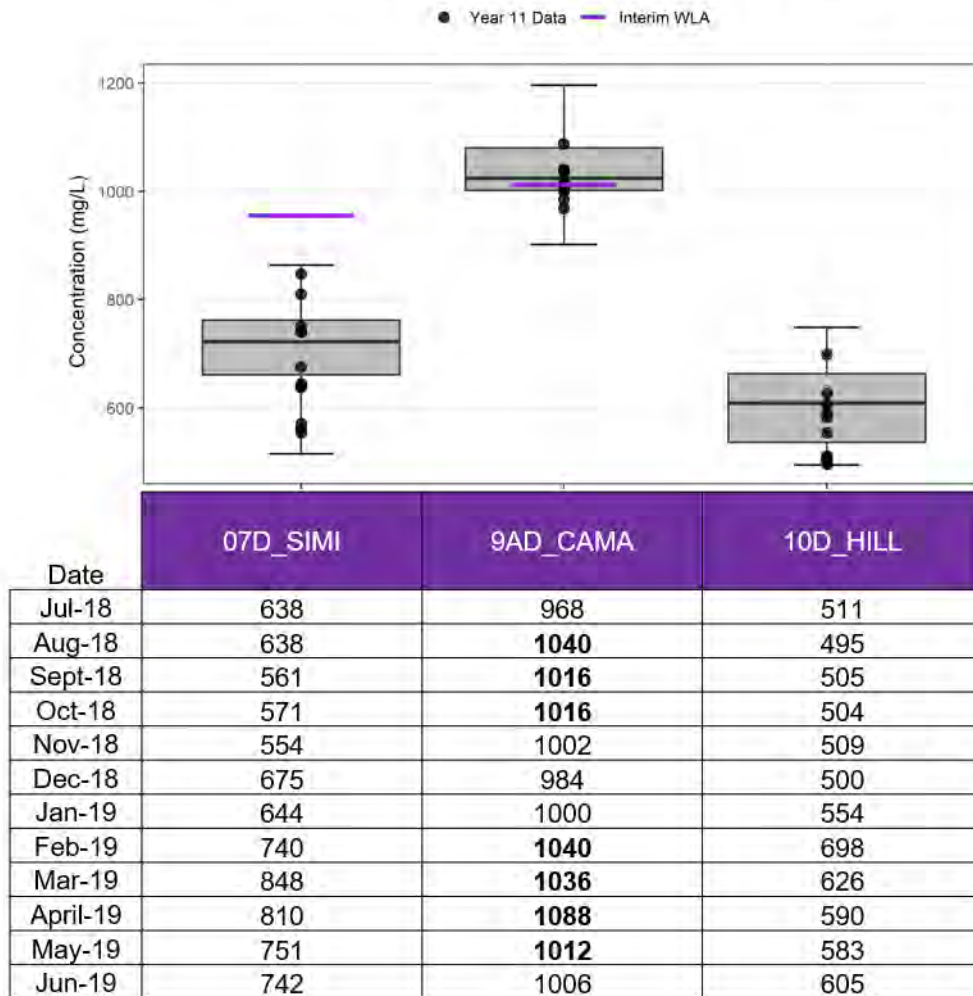 Year 11 Data Interim WLA
1200
1000
800
600
Concentration (mg/L)
Date 07D_SIMI 9AD_CAMA 10D_HILL
Jul-18 638 968 511
Aug-18 638 1040 495
Sept-18 561 1016 505
Oct-18 571 1016 504
Nov-18 554 1002 509
Dec-18 675 984 500
Jan-19 644 1000 554
Feb-19 740 1040 698
Mar-19 848 1036 626
April-19 810 1088 590
May-19 751 1012 583
Jun-19 742 1006 605